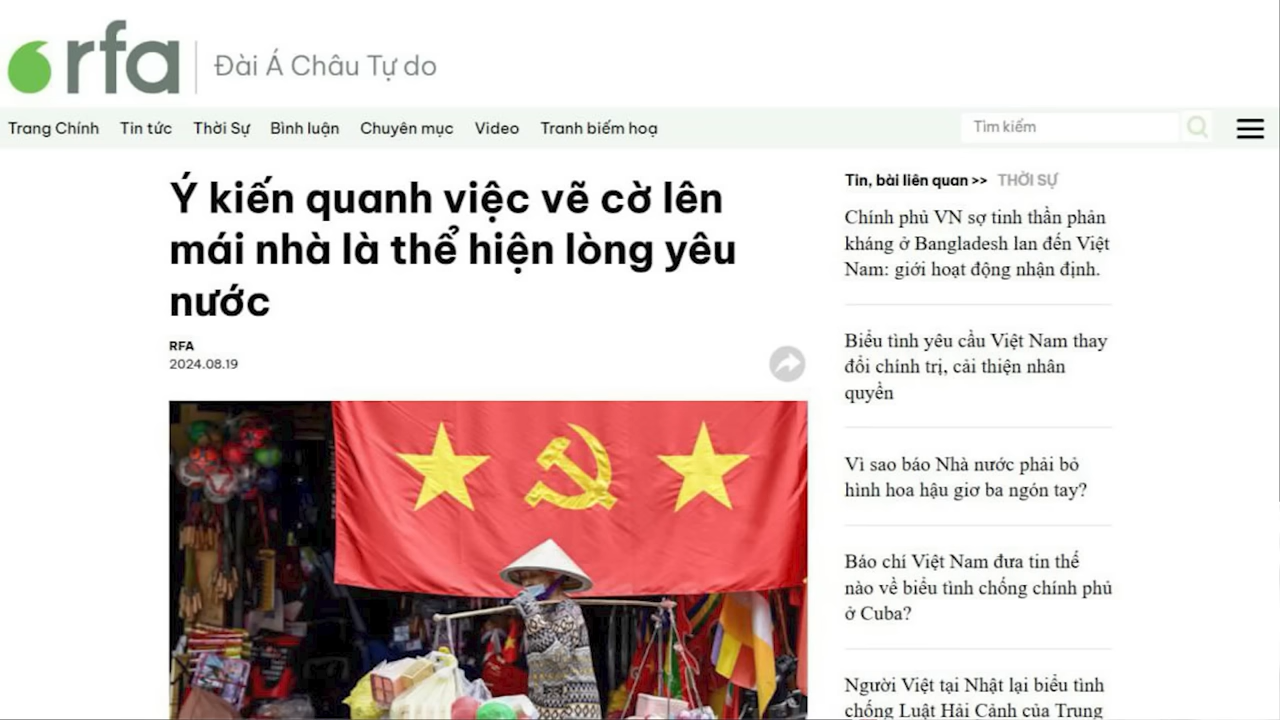 rfa Đài Á Châu Tự do
Trang Chính Tin tức Thời Sự Bình luận Chuyên mục Video Tranh biếm hoạ Tìm kiếm
Ý kiến quanh việc vẽ cờ lên
mái nhà là thể hiện lòng yêu
nước
RFA
2024.08.19
Tin, bài liên quan >> THỜI SỰ
Chính phủ VN sợ tinh thần phản
kháng ở Bangladesh lan đến Việt
Nam: giới hoạt động nhận định.
Biểu tình yêu cầu Việt Nam thay
đổi chính trị, cải thiện nhân
quyền
Vì sao báo Nhà nước phải bỏ
hình hoa hậu giơ ba ngón tay?
Báo chí Việt Nam đưa tin thế
nào về biểu tình chống chính phủ
ở Cuba?
Người Việt tại Nhật lại biểu tình
chống Luật Hải Cảnh của Trung